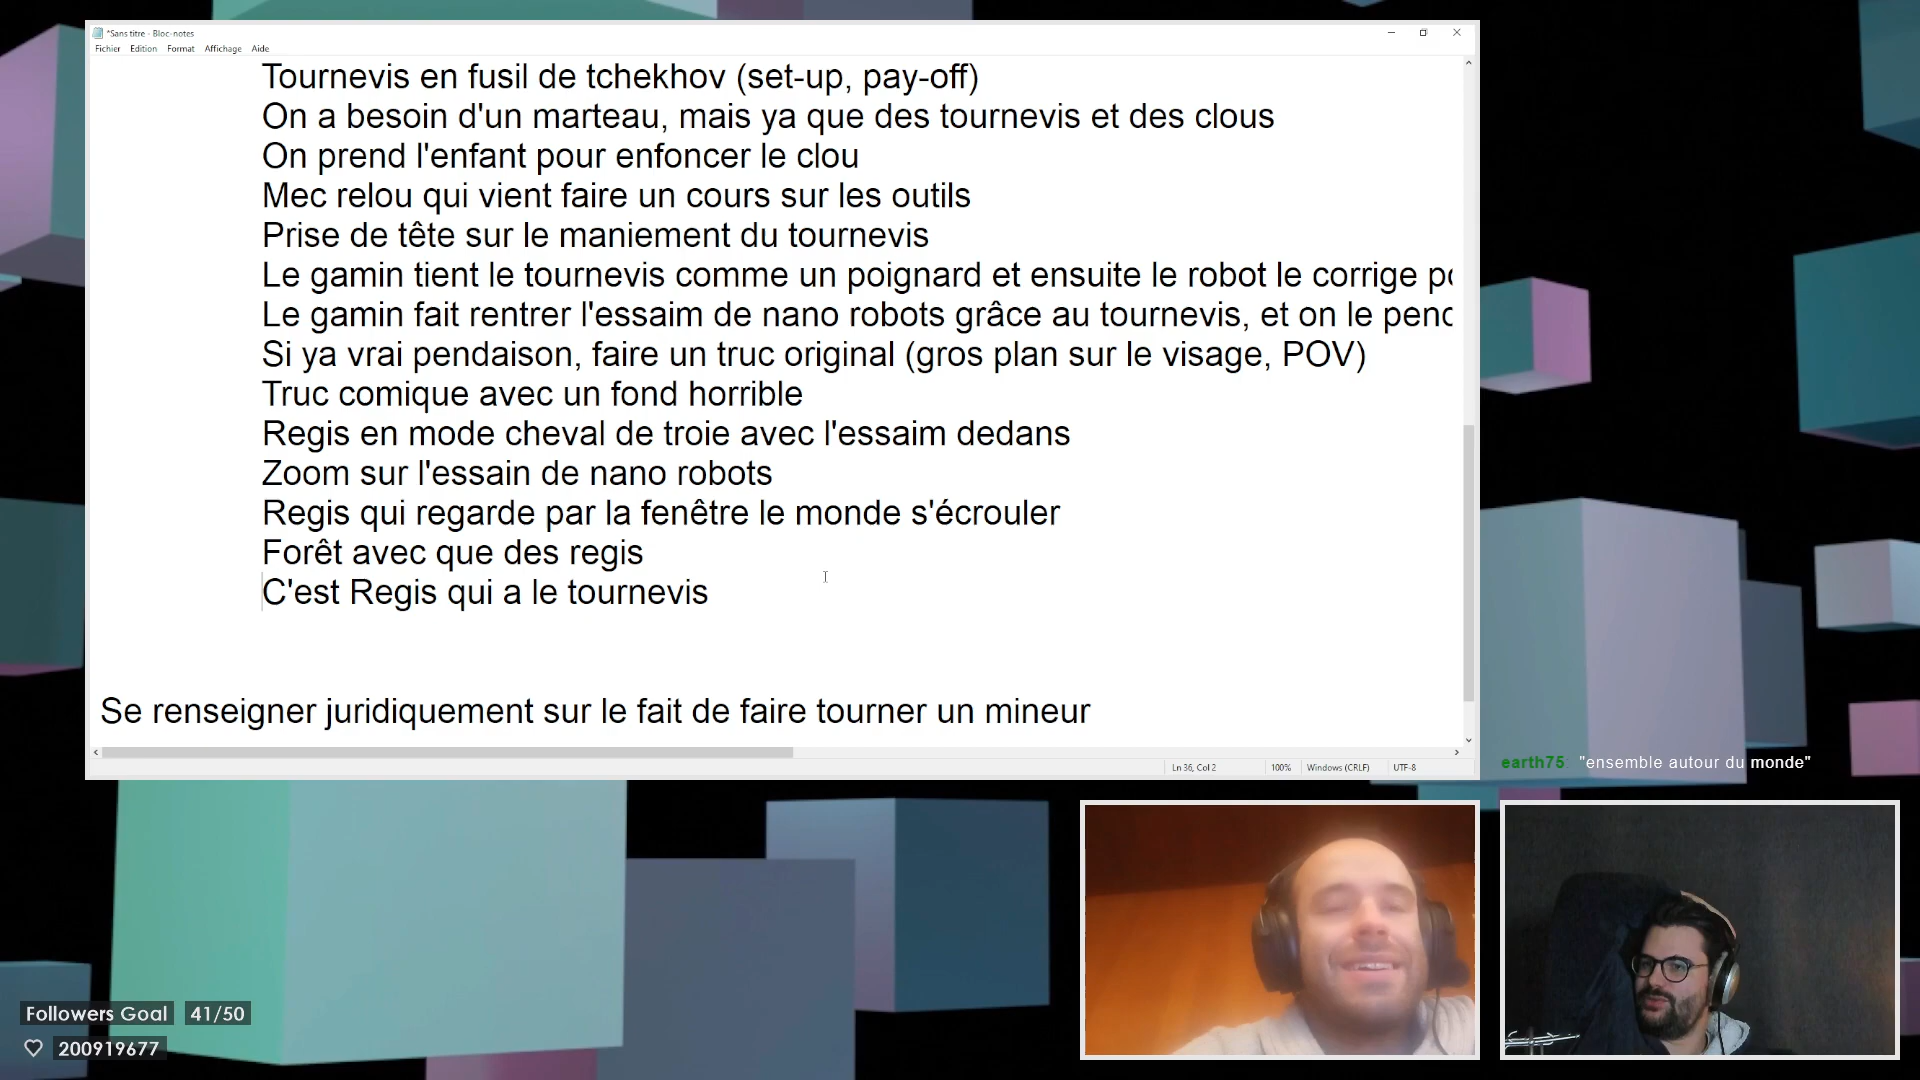 *Sans titre - Bloc-notes
Fichier Edition Format Affichage Aide
Tournevis en fusil de tchekhov (set-up, pay-off)
On a besoin d'un marteau, mais ya que des tournevis et des clous
On prend l'enfant pour enfoncer le clou
Mec relou qui vient faire un cours sur les outils
Prise de tête sur le maniement du tournevis
Le gamin tient le tournevis comme un poignard et ensuite le robot le corrige
Le gamin fait rentrer l'essaim de nano robots grâce au tournevis, et on le
Si ya vrai pendaison, faire un truc original (gros plan sur le visage, POV)
Truc comique avec un fond horrible
Regis en mode cheval de troie avec l'essaim dedans
Zoom sur l'essain de nano robots
Regis qui regarde par la fenêtre le monde s'écrouler
Forêt avec que des regis
C'est Regis qui a le tournevis
Se renseigner juridiquement sur le fait de faire tourner un mineur
Ln 36, Col 2 100% Windows (CRLF) UTF-8
earth75: "ensemble autour du monde"
Followers Goal 41/50
200919677